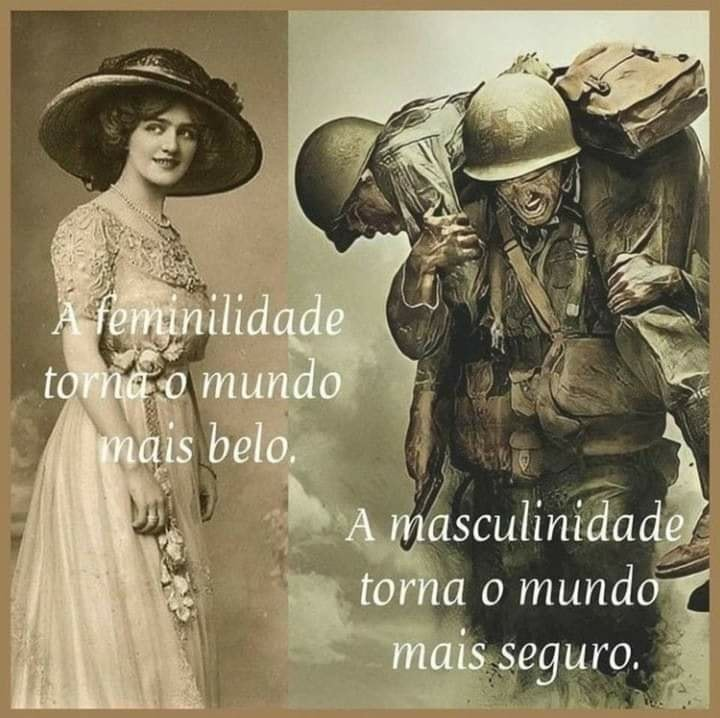 A feminilidade
torna o mundo
mais belo.
A masculinidade
torna o mundo
mais seguro.